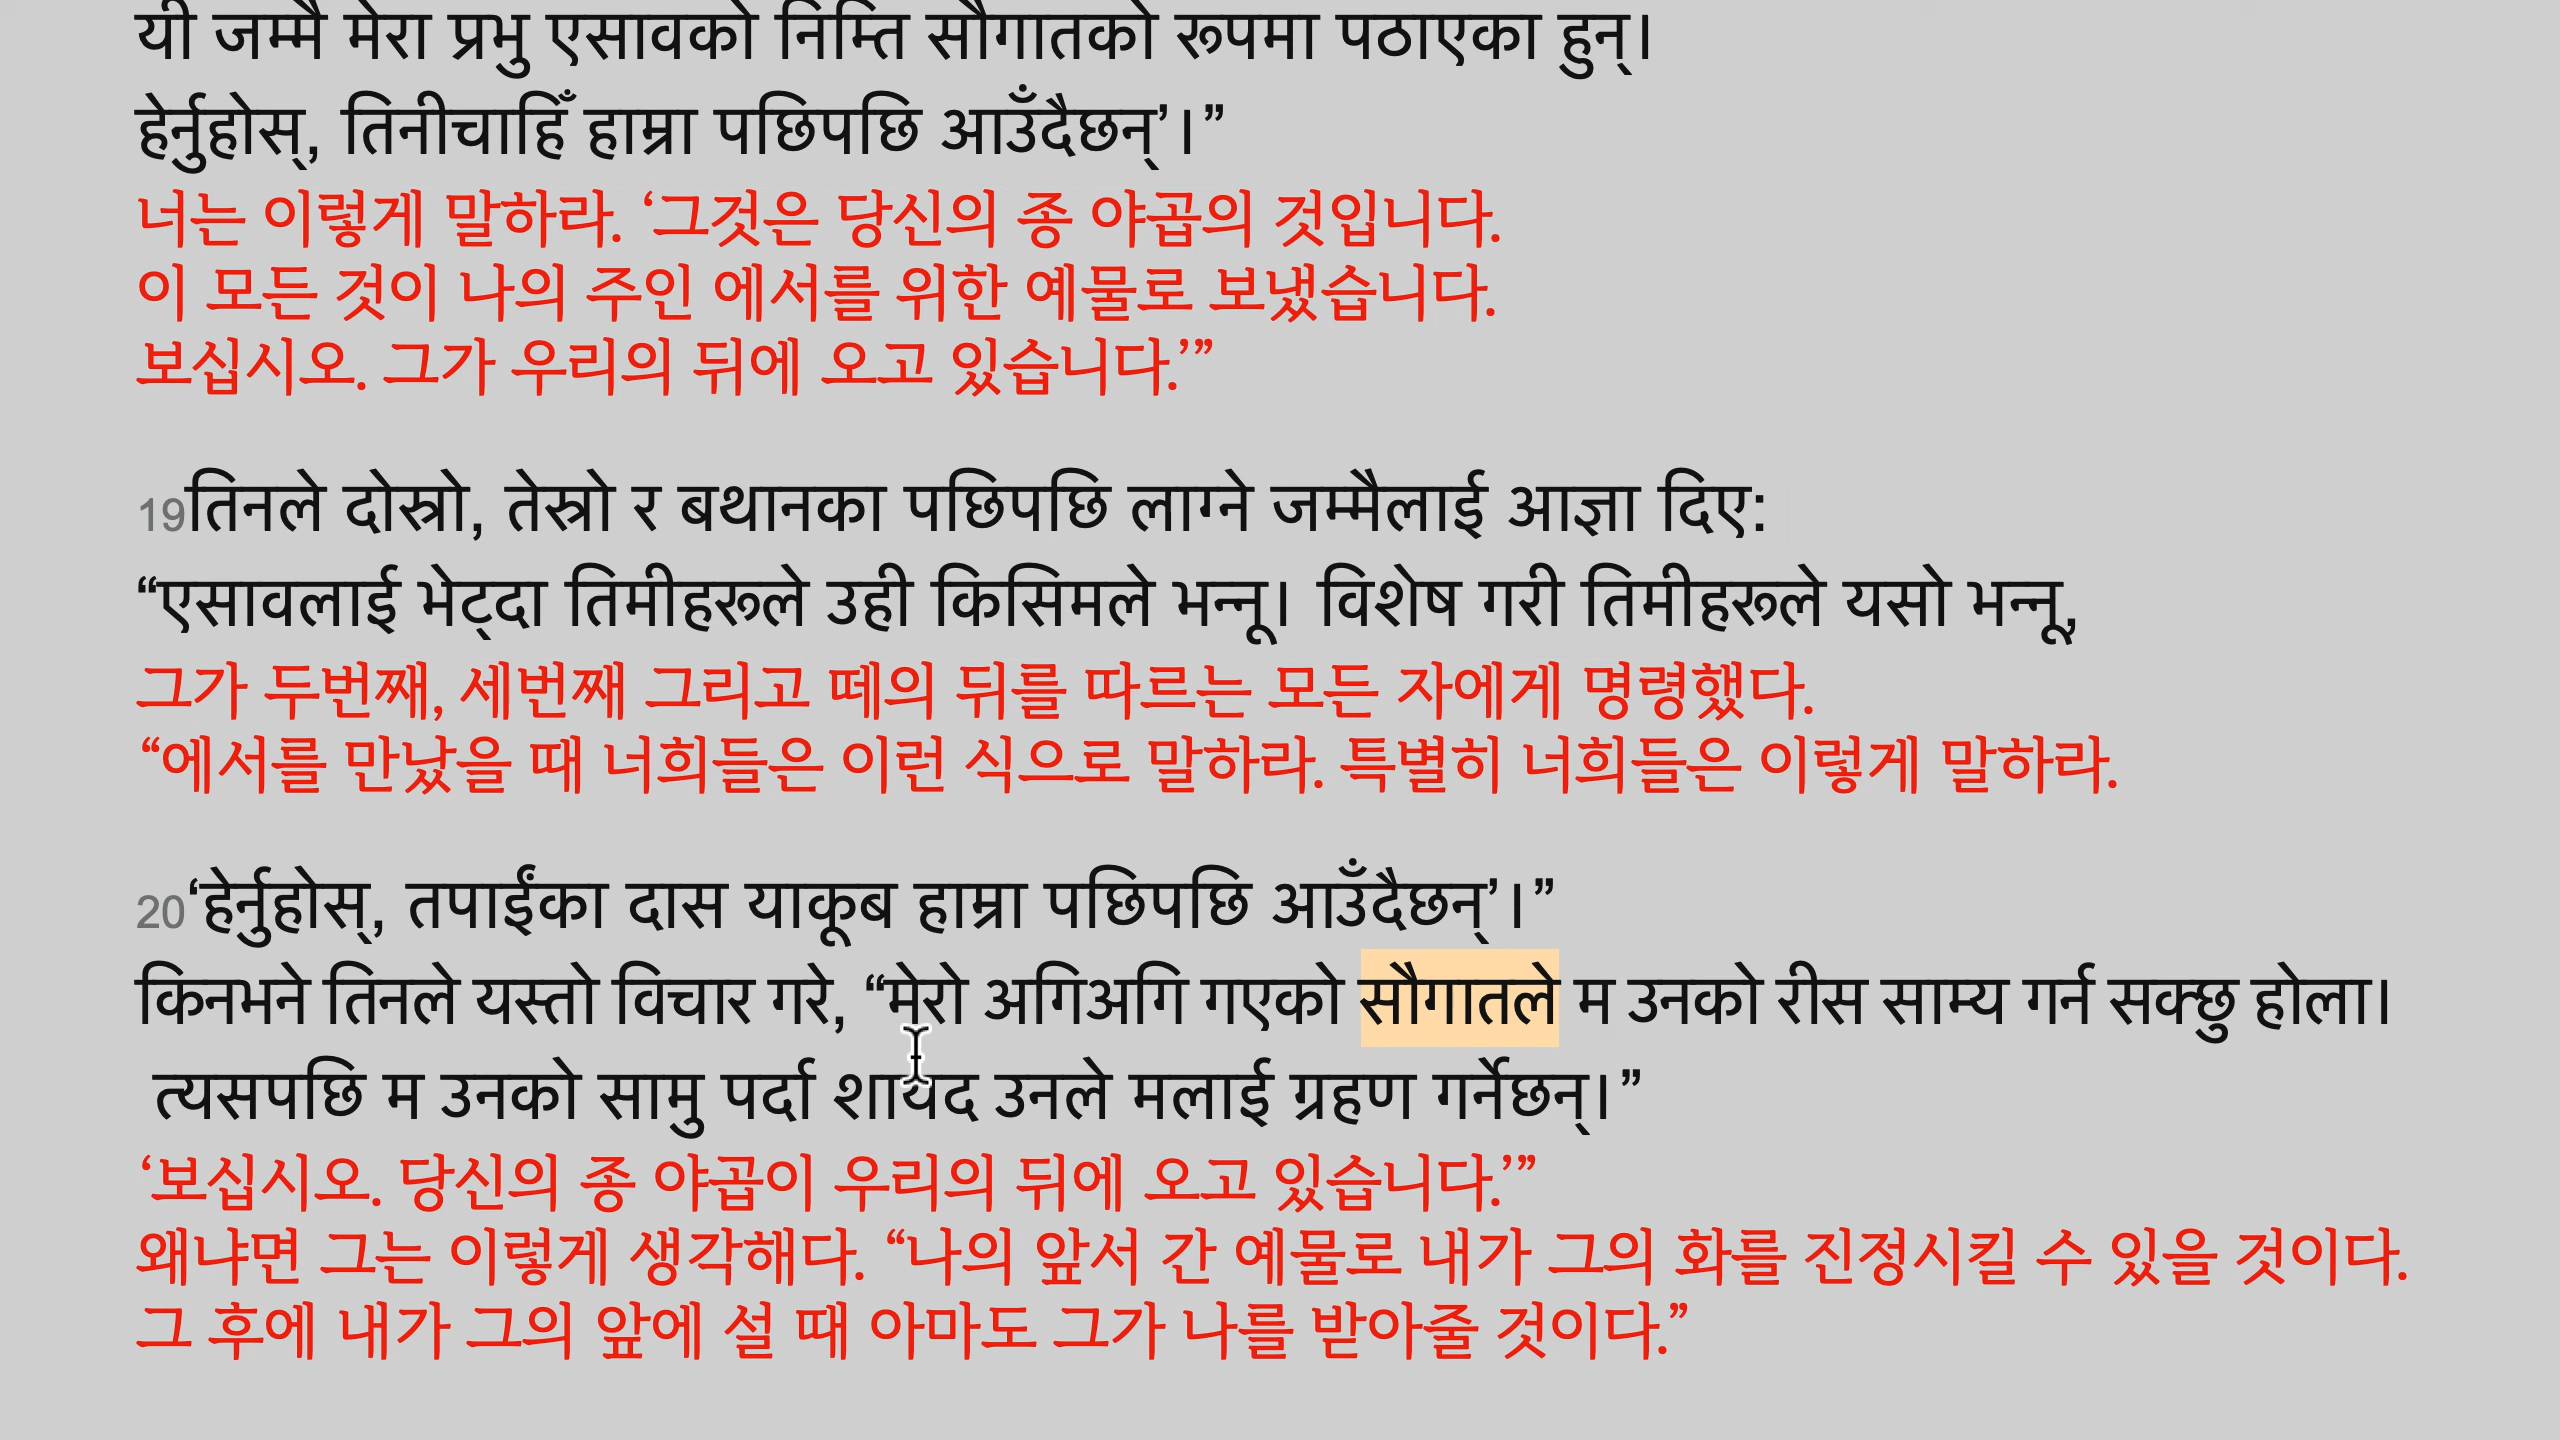 यी जम्मै मेरा प्रभु एसावको निम्ति सौगातको रूपमा पठाएका हुन्।
हेर्नुहोस्, तिनीचाहिँ हाम्रा पछिपछि आउँदैछन्’।”
너는 이렇게 말하라. ‘그것은 당신의 종 야곱의 것입니다.
이 모든 것이 나의 주인 에서를 위한 예물로 보냈습니다.
보십시오. 그가 우리의 뒤에 오고 있습니다.’”
19तिनले दोस्रो, तेस्रो र बथानका पछिपछि लाग्ने जम्मैलाई आज्ञा दिए:
“एसावलाई भेट्दा तिमीहरूले उही किसिमले भन्नू। विशेष गरी तिमीहरूले यसो भन्नू,
그가 두번째, 세번째 그리고 떼의 뒤를 따르는 모든 자에게 명령했다.
“에서를 만났을 때 너희들은 이런 식으로 말하라. 특별히 너희들은 이렇게 말하라.
20‘हेर्नुहोस्, तपाईंका दास याकूब हाम्रा पछिपछि आउँदैछन्’।”
किनभने तिनले यस्तो विचार गरे, “मेरो अगिअगि गएको सौगातले म उनको रीस साम्य गर्न सक्छु होला।
त्यसपछि म उनको सामु पर्दा शायद उनले मलाई ग्रहण गर्नेछन्।”
‘보십시오. 당신의 종 야곱이 우리의 뒤에 오고 있습니다.’”
왜냐면 그는 이렇게 생각해다. “나의 앞서 간 예물로 내가 그의 화를 진정시킬 수 있을 것이다.
그 후에 내가 그의 앞에 설 때 아마도 그가 나를 받아줄 것이다.”